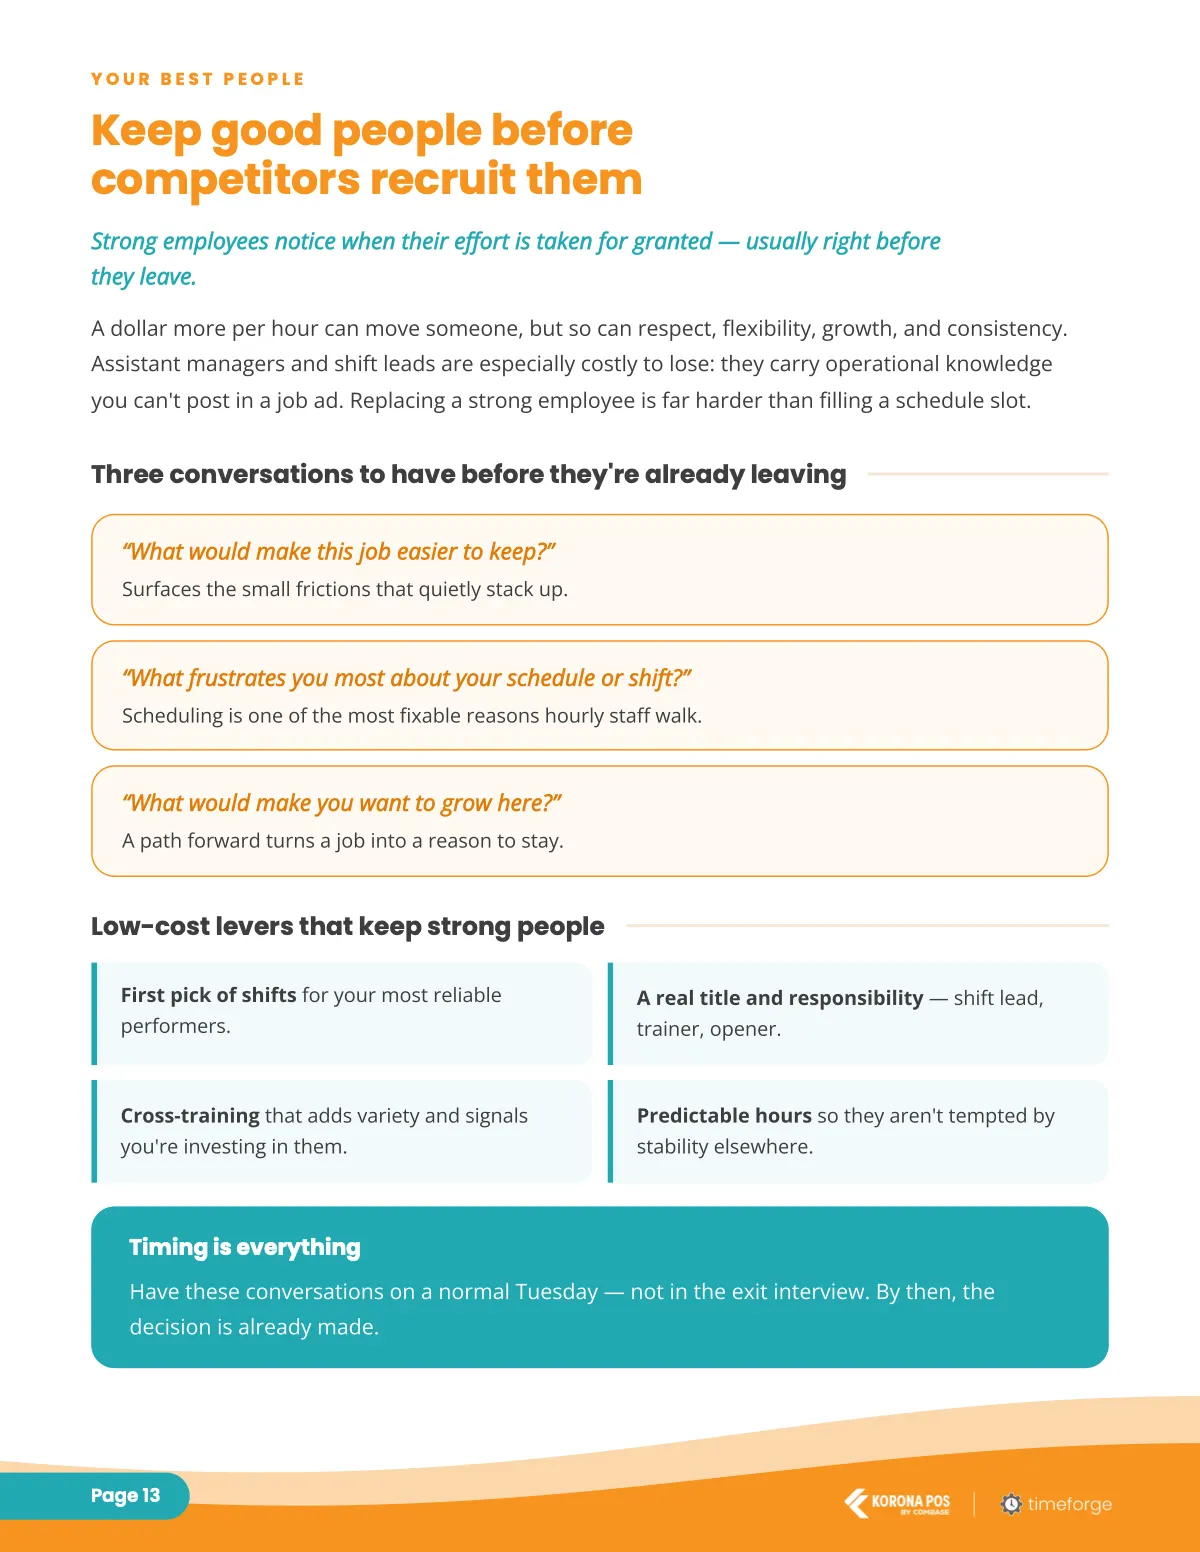 YOUR BEST PEOPLE
Keep good people before
competitors recruit them
Strong employees notice when their effort is taken for granted — usually right before
they leave.
A dollar more per hour can move someone, but so can respect, flexibility, growth, and consistency.
Assistant managers and shift leads are especially costly to lose: they carry operational knowledge
you can't post in a job ad. Replacing a strong employee is far harder than filling a schedule slot.
Three conversations to have before they're already leaving
“What would make this job easier to keep?”
Surfaces the small frictions that quietly stack up.
“What frustrates you most about your schedule or shift?”
Scheduling is one of the most fixable reasons hourly staff walk.
“What would make you want to grow here?”
A path forward turns a job into a reason to stay.
Low-cost levers that keep strong people
First pick of shifts for your most reliable
performers.
A real title and responsibility — shift lead,
trainer, opener.
Cross-training that adds variety and signals
you're investing in them.
Predictable hours so they aren't tempted by
stability elsewhere.
Timing is everything
Have these conversations on a normal Tuesday — not in the exit interview. By then, the
decision is already made.
Page 13
KORONA POS
BY COMBASE
timeforge